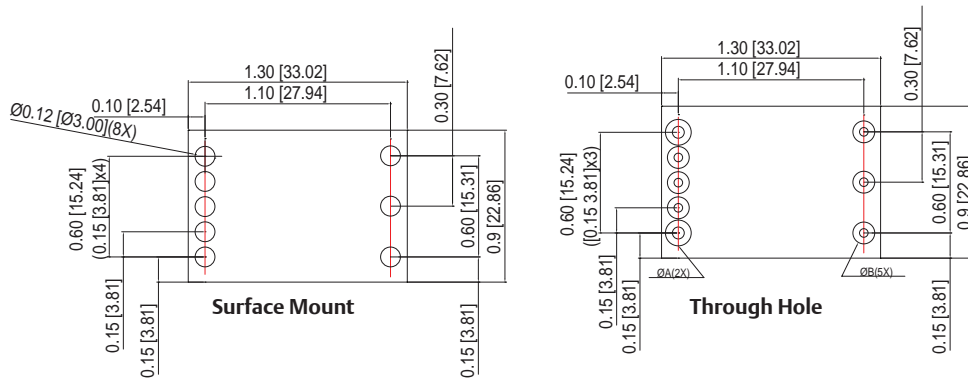 1.30 [33.02]
1.10 [27.94]
0.10 [2.54]
0.30 [7.62]
Ø0.12 [Ø3.00](8X)
0.60 [15.24]
(0.15 [3.81]x4)
0.60 [15.31]
0.9 [22.86]
0.15 [3.81]
0.15 [3.81]
0.15 [3.81]
Surface Mount
1.30 [33.02]
1.10 [27.94]
0.10 [2.54]
0.30 [7.62]
0.60 [15.24]
([0.15 3.81]x3)
0.60 [15.31]
0.9 [22.86]
ØA(2X)
ØB(5X)
0.15 [3.81]
0.15 [3.81]
0.15 [3.81]
Through Hole